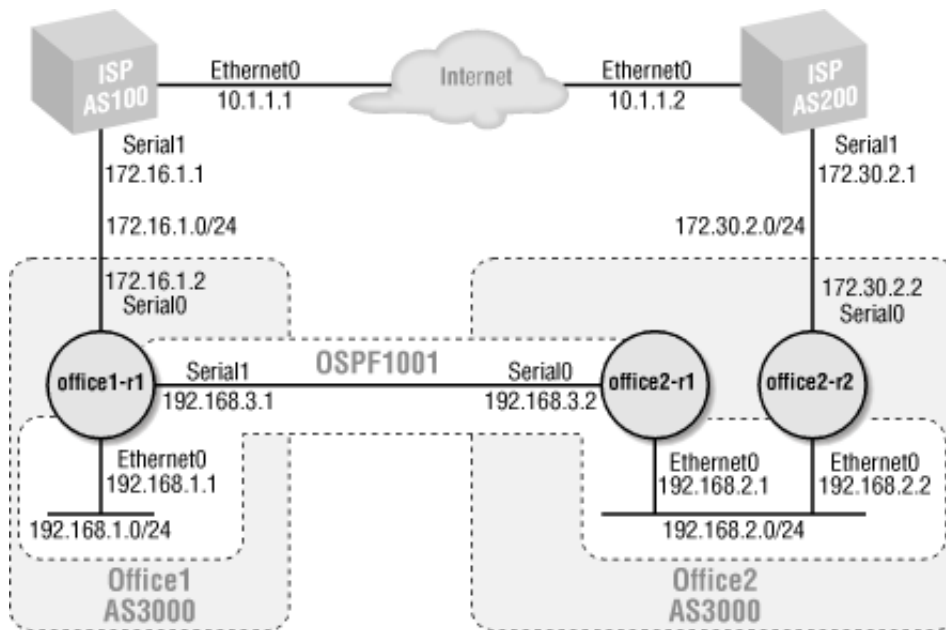 ISP
AS100
Ethernet0
10.1.1.1
Internet
Ethernet0
10.1.1.2
ISP
AS200
Serial1
172.16.1.1
Serial1
172.30.2.1
172.16.1.0/24
172.30.2.0/24
172.16.1.2
Serial0
172.30.2.2
Serial0
office1-r1
Serial1
192.168.3.1
OSPF1001
Serial0
192.168.3.2
office2-r1
office2-r2
Ethernet0
192.168.1.1
Ethernet0
192.168.2.1
Ethernet0
192.168.2.2
192.168.1.0/24
192.168.2.0/24
Office1
AS3000
Office2
AS3000